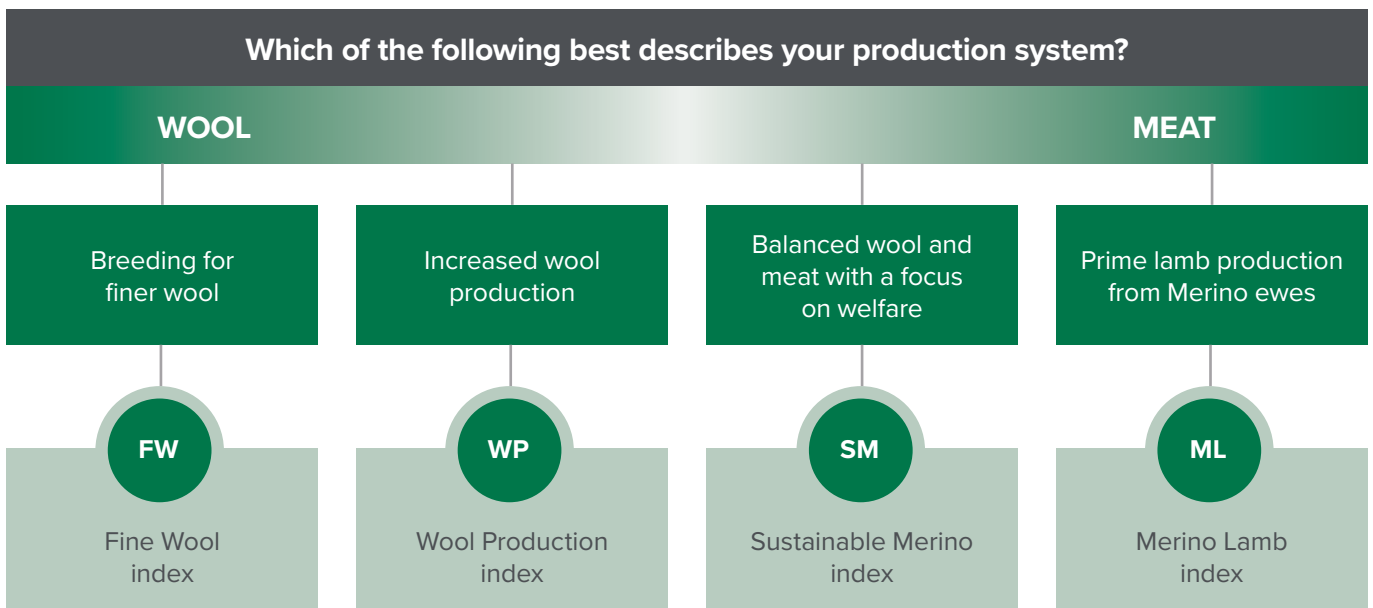 Which of the following best describes your production system?
WOOL
MEAT
Breeding for
finer wool
Increased wool
production
Balanced wool and
meat with a focus
on welfare
Prime lamb production
from Merino ewes
FW
WP
SM
ML
Fine Wool
index
Wool Production
index
Sustainable Merino
index
Merino Lamb
index